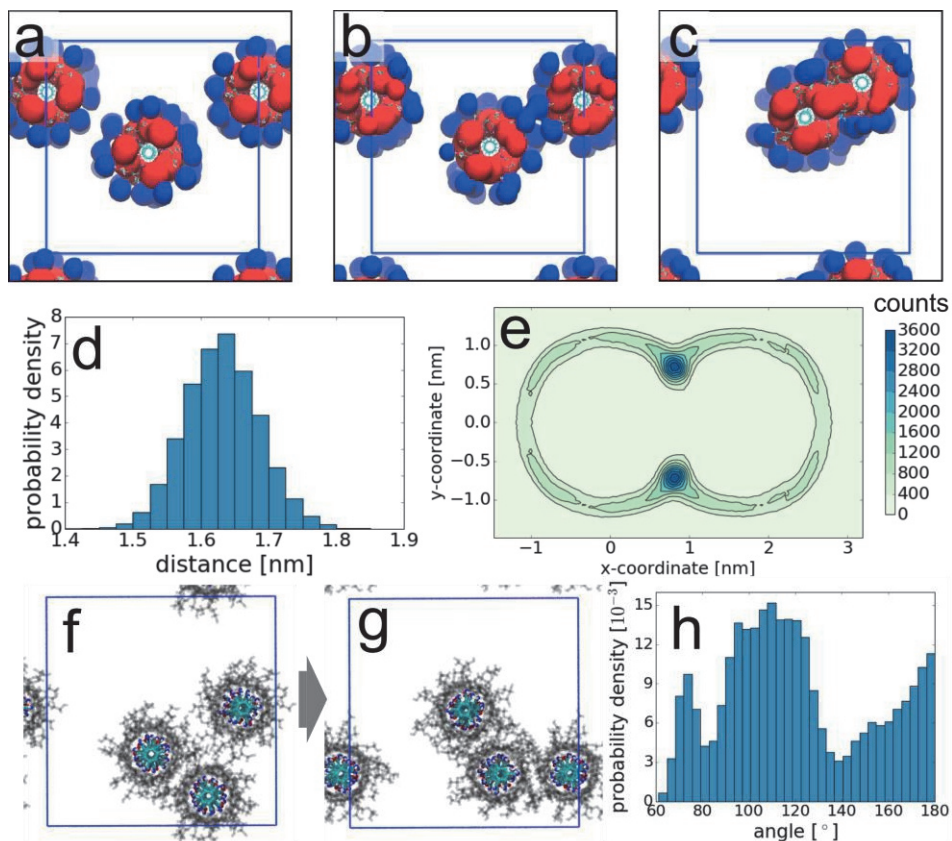 a
b
c
d
8
7
6
5
4
3
2
1
0
probability density
1.4 1.5 1.6 1.7 1.8 1.9
distance [nm]
e
1.0
0.5
0.0
−0.5
−1.0
y-coordinate [nm]
−1 0 1 2 3
x-coordinate [nm]
counts
3600
3200
2800
2400
2000
1600
1200
800
400
0
f
g
h
15
12
9
6
3
0
probability density [10⁻³]
60 80 100 120 140 160 180
angle [°]